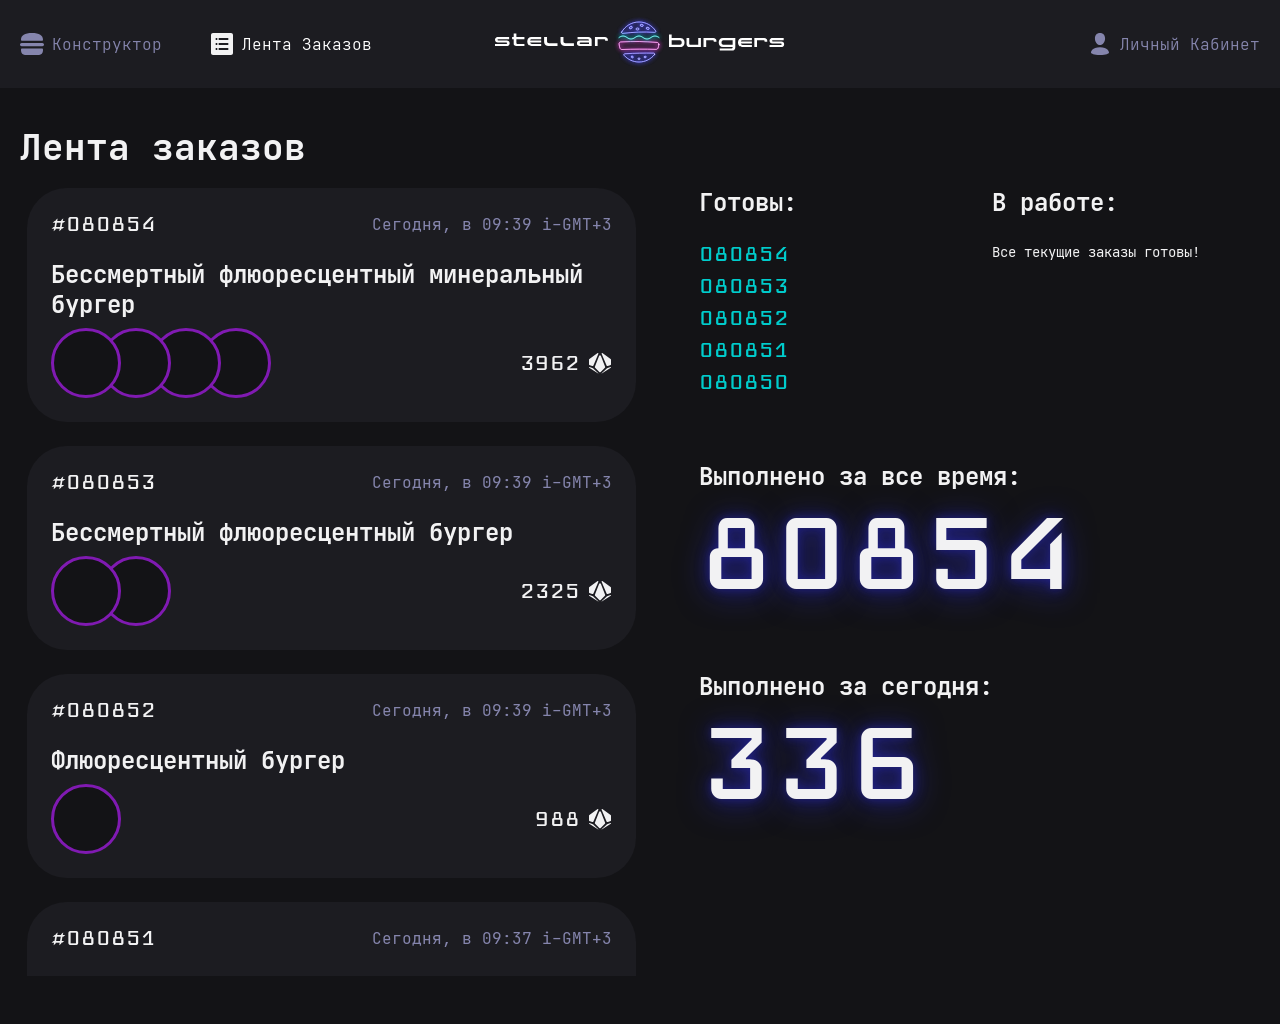 Конструктор
Лента Заказов
stellar burgers
Личный Кабинет
Лента заказов
#080854
Сегодня, в 09:39 i-GMT+3
Бессмертный флюоресцентный минеральный
бургер
3962
#080853
Сегодня, в 09:39 i-GMT+3
Бессмертный флюоресцентный бургер
2325
#080852
Сегодня, в 09:39 i-GMT+3
Флюоресцентный бургер
988
#080851
Сегодня, в 09:37 i-GMT+3
Готовы:
080854
080853
080852
080851
080850
В работе:
Все текущие заказы готовы!
Выполнено за все время:
80854
Выполнено за сегодня:
336